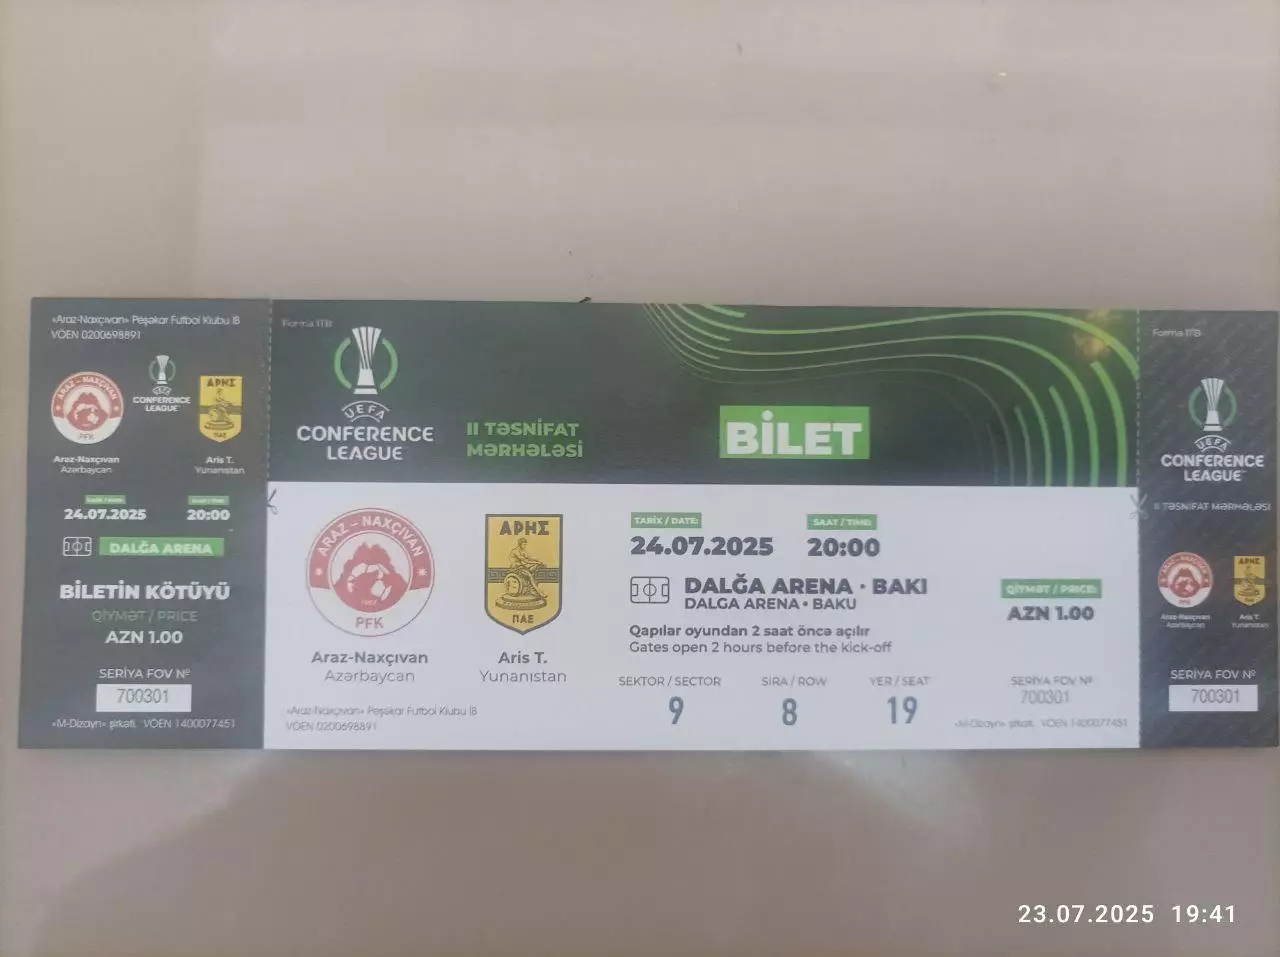 «Araz-Naxçıvan» Peşəkar Futbol Klubu İB
VÖEN 0200698891
ARAZ - NAXÇIVAN
PFK
UEFA
CONFERENCE
LEAGUE
ΑΡΗΣ
ΠΑΕ
Araz-Naxçıvan
Azərbaycan
Aris T.
Yunanıstan
24.07.2025
20:00
DALĞA ARENA
BİLETİN KÖTÜYÜ
QİYMƏT / PRICE
AZN 1.00
SERİYA FOV №
700301
«M-Dizayn» şirkəti. VÖEN 1400077451
Forma 1TB
UEFA
CONFERENCE
LEAGUE
II TƏSNİFAT
MƏRHƏLƏSİ
BİLET
ARAZ - NAXÇIVAN
1967
PFK
ΑΡΗΣ
ΠΑΕ
Araz-Naxçıvan
Azərbaycan
Aris T.
Yunanıstan
«Araz-Naxçıvan» Peşəkar Futbol Klubu İB
VÖEN 0200698891
TARİX / DATE:
24.07.2025
SAAT / TIME:
20:00
DALĞA ARENA • BAKI
DALGA ARENA • BAKU
Qapılar oyundan 2 saat öncə açılır
Gates open 2 hours before the kick-off
QİYMƏT / PRICE:
AZN 1.00
SEKTOR / SECTOR
9
SIRA / ROW
8
YER / SEAT
19
SERİYA FOV №
700301
«M-Dizayn» şirkəti. VÖEN 1400077451
Forma 1TB
UEFA
CONFERENCE
LEAGUE
II TƏSNİFAT MƏRHƏLƏSİ
Araz-Naxçıvan
Azərbaycan
Aris T.
Yunanıstan
SERİYA FOV №
700301
23.07.2025 19:41